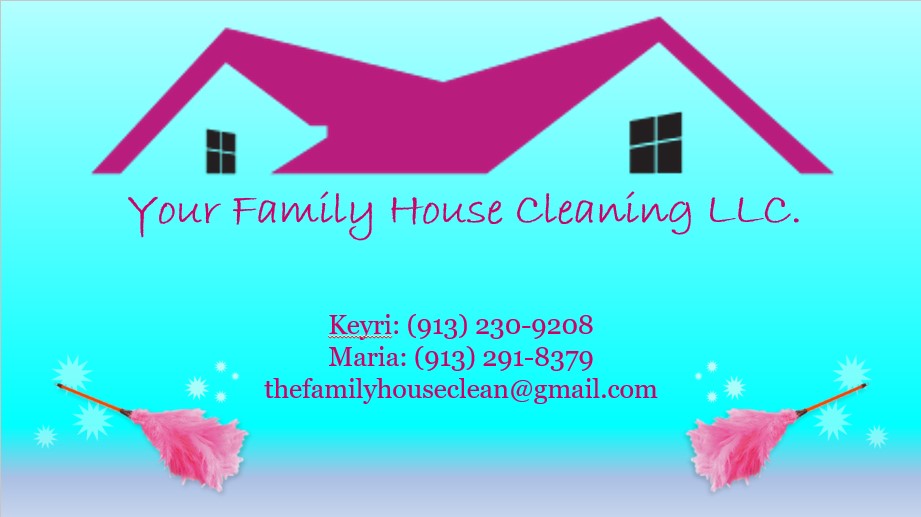 Your Family House Cleaning LLC.
Keyri: (913) 230-9208
Maria: (913) 291-8379
thefamilyhouseclean@gmail.com